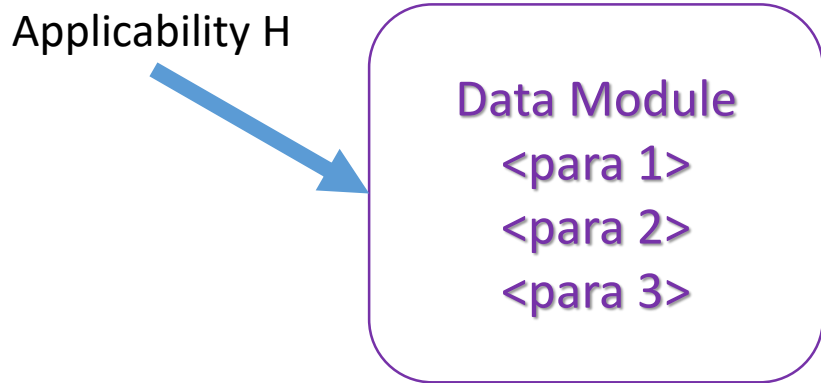 Applicability H
Data Module
<para 1>
<para 2>
<para 3>